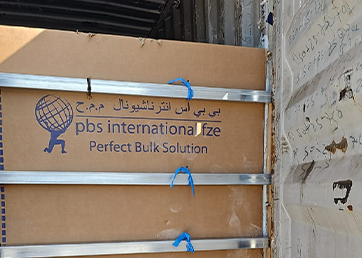 بي بي اس انترناشيونال م.م.ح
pbs international fze
Perfect Bulk Solution